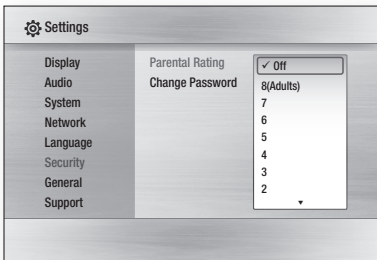 Settings
Display
Audio
System
Network
Language
Security
General
Support
Parental Rating
Change Password
✓ Off
8(Adults)
7
6
5
4
3
2